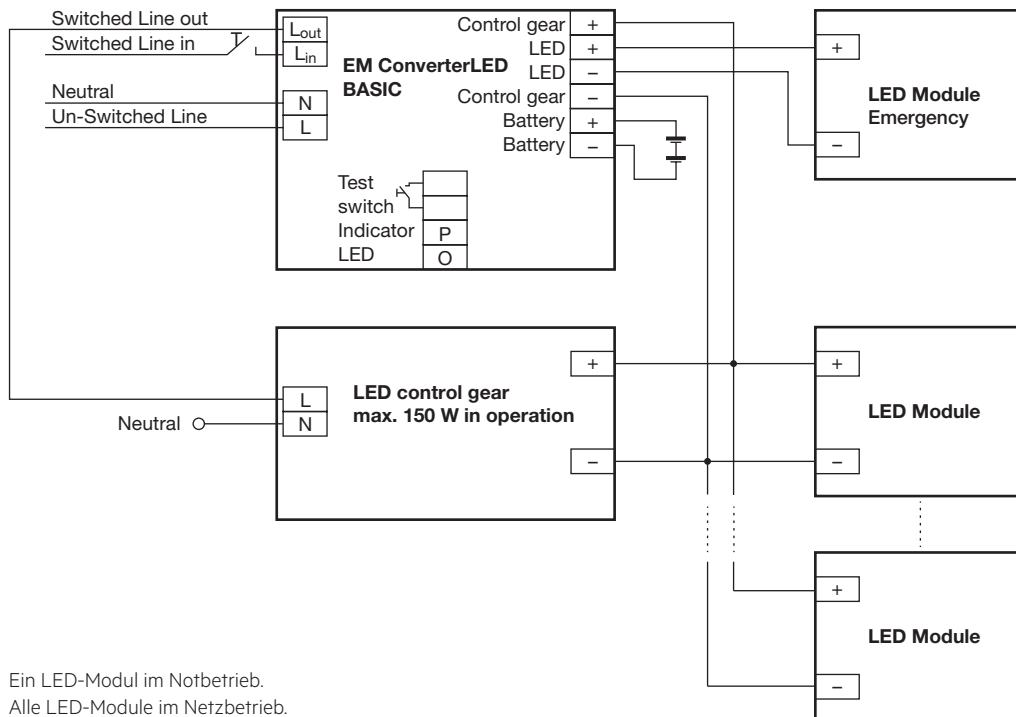 Switched Line out
Switched Line in
Neutral
Un-Switched Line
Lout
Lin
N
L
EM ConverterLED
BASIC
Control gear +
LED +
LED –
Control gear –
Battery +
Battery –
Test
switch
Indicator P
LED O
+
LED Module
Emergency
–
L
N
Neutral
LED control gear
max. 150 W in operation
+
–
+
LED Module
–
+
LED Module
–
Ein LED-Modul im Notbetrieb.
Alle LED-Module im Netzbetrieb.